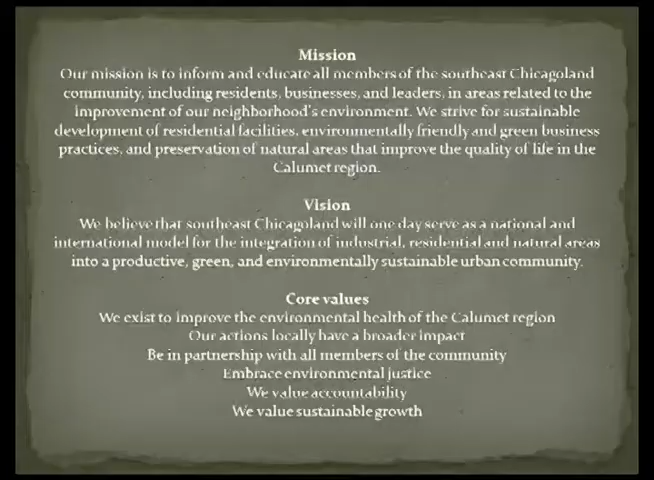 Mission
Our mission is to inform and educate all members of the southeast Chicagoland
community, including residents, businesses, and leaders, in areas related to the
improvement of our neighborhood's environment. We strive for sustainable
development of residential facilities, environmentally friendly and green business
practices, and preservation of natural areas that improve the quality of life in the
Calumet region.
Vision
We believe that southeast Chicagoland will one day serve as a national and
international model for the integration of industrial, residential and natural areas
into a productive, green, and environmentally sustainable urban community.
Core values
We exist to improve the environmental health of the Calumet region
Our actions locally have a broader impact
Be in partnership with all members of the community
Embrace environmental justice
We value accountability
We value sustainable growth